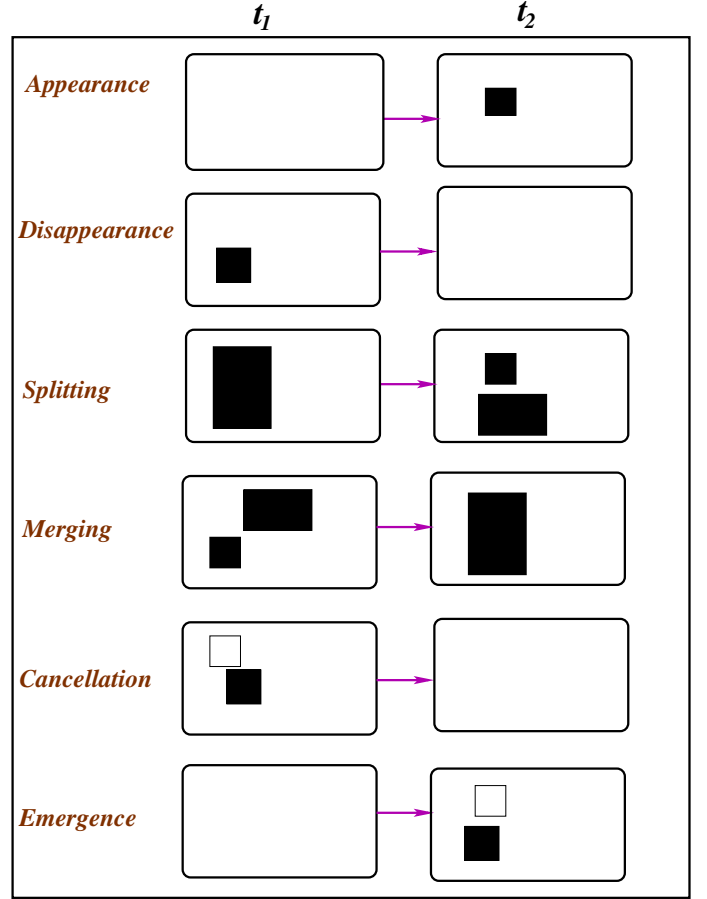 t1 t2
Appearance
Disappearance
Splitting
Merging
Cancellation
Emergence